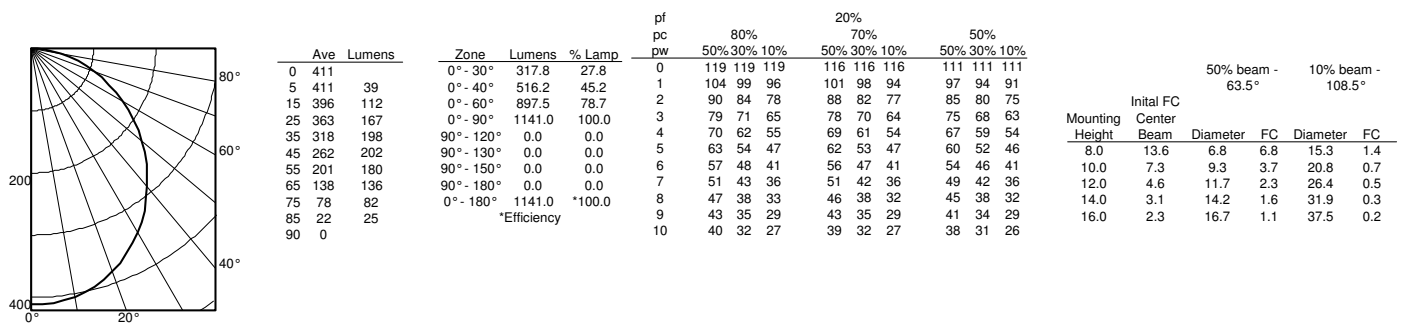 80°
60°
200
40°
400
0° 20°
Ave Lumens
0 411
5 411 39
15 396 112
25 363 167
35 318 198
45 262 202
55 201 180
65 138 136
75 78 82
85 22 25
90 0
Zone Lumens % Lamp
0° - 30° 317.8 27.8
0° - 40° 516.2 45.2
0° - 60° 897.5 78.7
0° - 90° 1141.0 100.0
90° - 120° 0.0 0.0
90° - 130° 0.0 0.0
90° - 150° 0.0 0.0
90° - 180° 0.0 0.0
0° - 180° 1141.0 *100.0
*Efficiency
pf 20%
pc 80% 70% 50%
pw 50% 30% 10% 50% 30% 10% 50% 30% 10%
0 119 119 119 116 116 116 111 111 111
1 104 99 96 101 98 94 97 94 91
2 90 84 78 88 82 77 85 80 75
3 79 71 65 78 70 64 75 68 63
4 70 62 55 69 61 54 67 59 54
5 63 54 47 62 53 47 60 52 46
6 57 48 41 56 47 41 54 46 41
7 51 43 36 51 42 36 49 42 36
8 47 38 33 46 38 32 45 38 32
9 43 35 29 43 35 29 41 34 29
10 40 32 27 39 32 27 38 31 26
50% beam - 10% beam -
63.5° 108.5°
Inital FC
Mounting Center
Height Beam Diameter FC Diameter FC
8.0 13.6 6.8 6.8 15.3 1.4
10.0 7.3 9.3 3.7 20.8 0.7
12.0 4.6 11.7 2.3 26.4 0.5
14.0 3.1 14.2 1.6 31.9 0.3
16.0 2.3 16.7 1.1 37.5 0.2